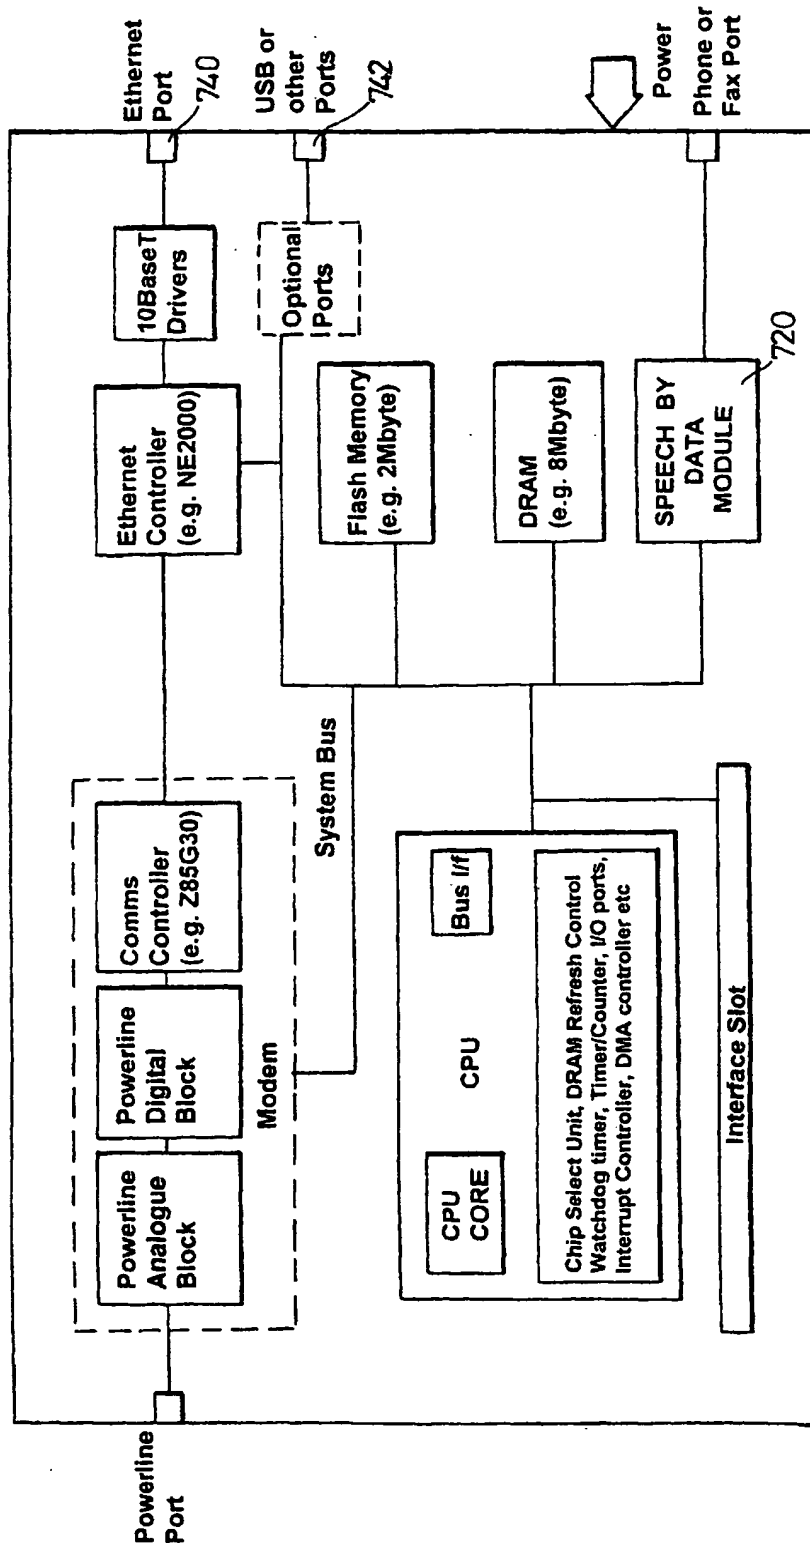 Powerline
Port
Powerline
Analogue
Block
Powerline
Digital
Block
Comms
Controller
(e.g. Z85G30)
Modem
Ethernet
Controller
(e.g. NE2000)
10BaseT
Drivers
Ethernet
Port
740
System Bus
Optional
Ports
USB or
other
Ports
742
Flash Memory
(e.g. 2Mbyte)
CPU
CORE
CPU
Bus I/f
Chip Select Unit, DRAM Refresh Control
Watchdog timer, Timer/Counter, I/O ports,
Interrupt Controller, DMA controller etc
DRAM
(e.g. 8Mbyte)
Power
SPEECH BY
DATA
MODULE
720
Phone or
Fax Port
Interface Slot